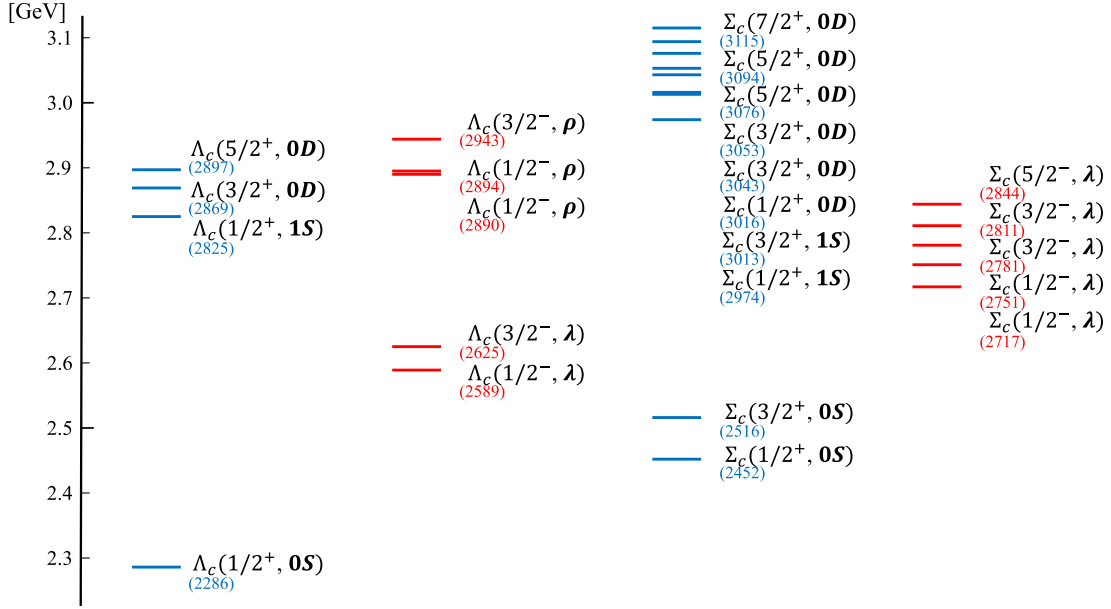 [GeV]
3.1
3.0
2.9
2.8
2.7
2.6
2.5
2.4
2.3
Λc(5/2⁺, 0D)
(2897)
Λc(3/2⁺, 0D)
(2869)
Λc(1/2⁺, 1S)
(2825)
Λc(1/2⁺, 0S)
(2286)
Λc(3/2⁻, ρ)
(2943)
Λc(1/2⁻, ρ)
(2894)
Λc(1/2⁻, ρ)
(2890)
Λc(3/2⁻, λ)
(2625)
Λc(1/2⁻, λ)
(2589)
Σc(7/2⁺, 0D)
(3115)
Σc(5/2⁺, 0D)
(3094)
Σc(5/2⁺, 0D)
(3076)
Σc(3/2⁺, 0D)
(3053)
Σc(3/2⁺, 0D)
(3043)
Σc(1/2⁺, 0D)
(3016)
Σc(3/2⁺, 1S)
(3013)
Σc(1/2⁺, 1S)
(2974)
Σc(3/2⁺, 0S)
(2516)
Σc(1/2⁺, 0S)
(2452)
Σc(5/2⁻, λ)
(2844)
Σc(3/2⁻, λ)
(2811)
Σc(3/2⁻, λ)
(2781)
Σc(1/2⁻, λ)
(2751)
Σc(1/2⁻, λ)
(2717)